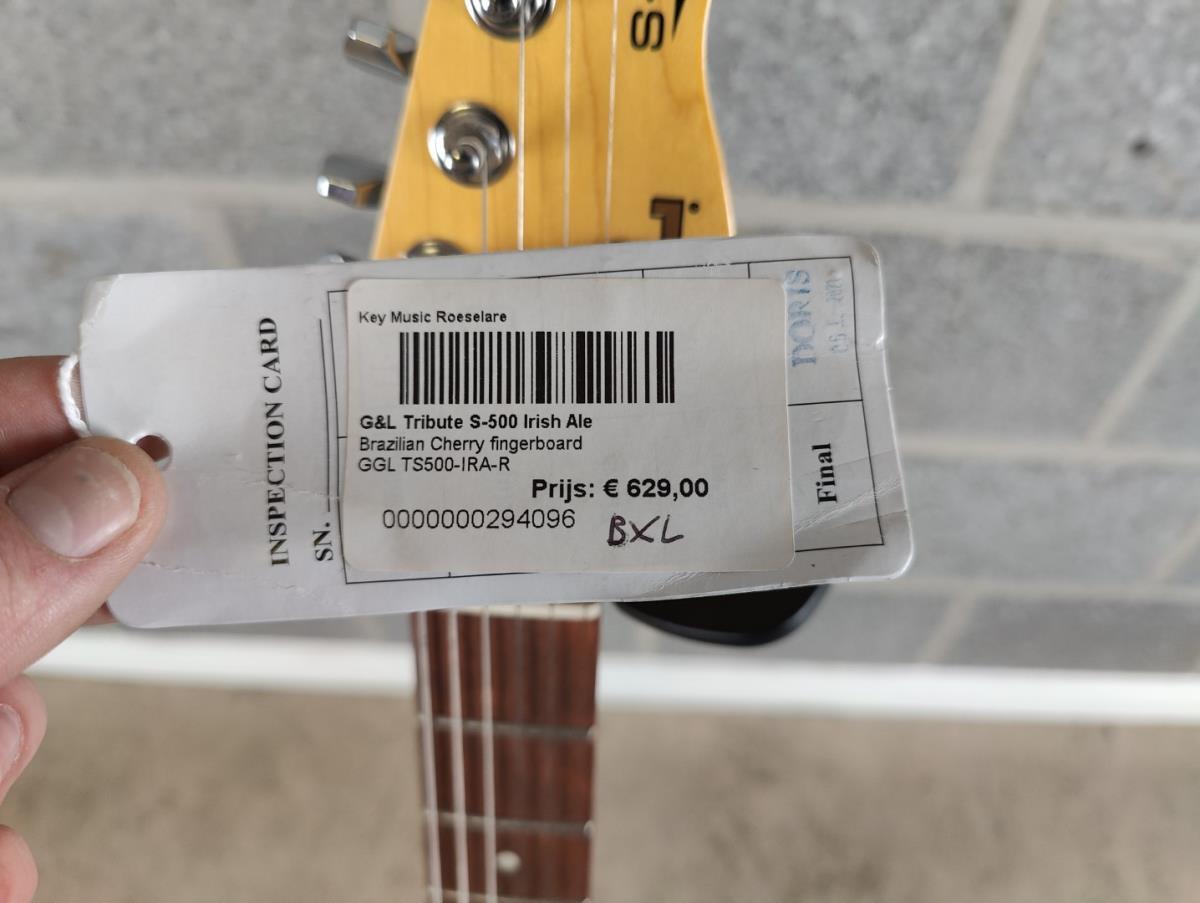 S-
INSPECTION CARD
SN.
Key Music Roeselare
G&L Tribute S-500 Irish Ale
Brazilian Cherry fingerboard
GGL TS500-IRA-R
Prijs: € 629,00
0000000294096
BXL
DORIS
Final